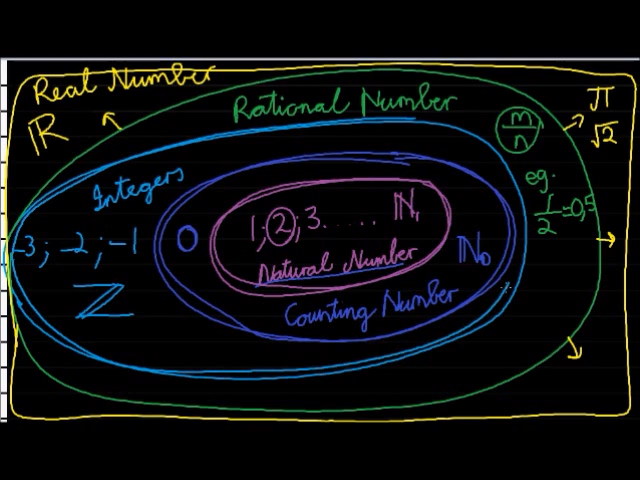 Real Number
ℝ
Rational Number
m/n
π
√2
eg.
1/2 = 0,5
Integers
-3; -2; -1
ℤ
0
1; 2; 3.....
ℕ₁
Natural Number
ℕ₀
Counting Number